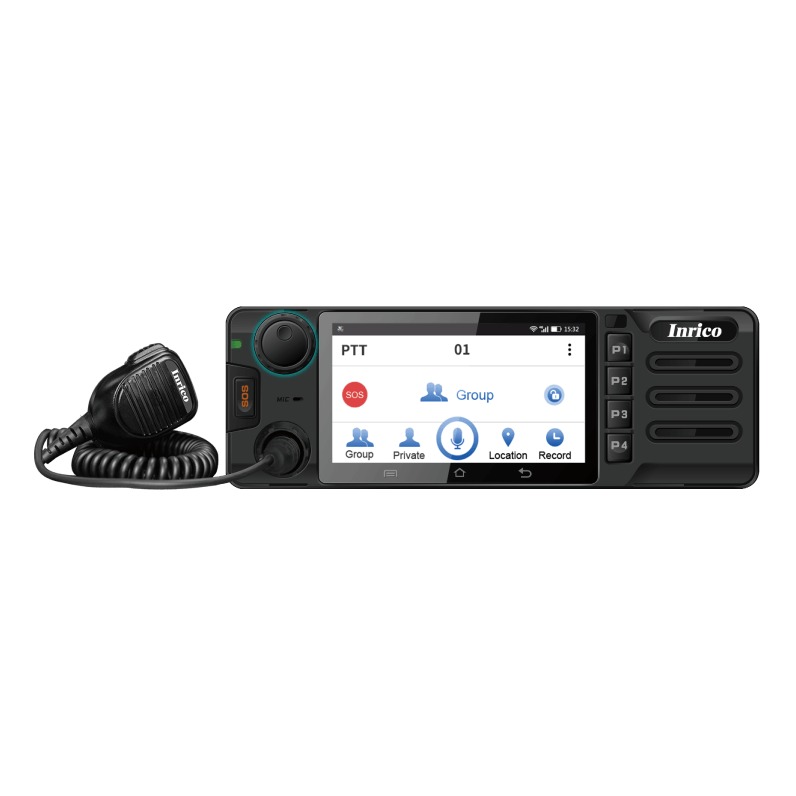 15:32
PTT 01
SOS
Group
Group
Private
Location
Record
SOS
MIC
Inrico
Inrico
P1
P2
P3
P4